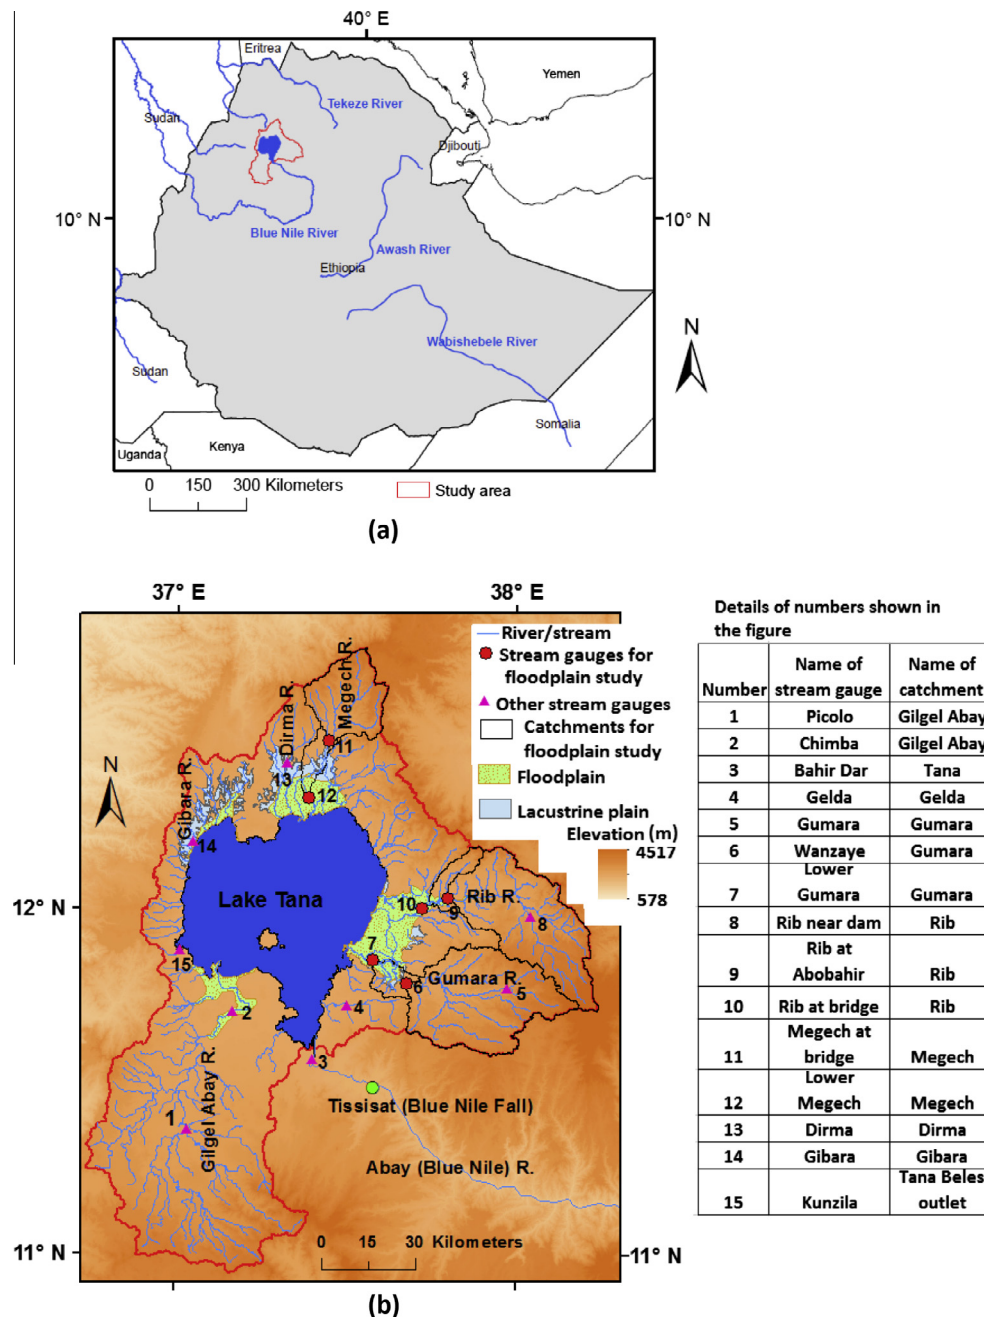 40° E
Eritrea
Yemen
Tekeze River
Sudan
Djibouti
10° N
10° N
Blue Nile River
Awash River
Ethiopia
N
Wabishebele River
Sudan
Somalia
Kenya
Uganda
0 150 300 Kilometers
Study area
(a)
37° E
38° E
River/stream
Stream gauges for
floodplain study
Other stream gauges
Catchments for
floodplain study
Floodplain
Lacustrine plain
Elevation (m)
4517
578
N
Megech R.
Dirma R.
Gibara R.
11
13
12
14
Lake Tana
12° N
10
9
Rib R.
8
7
Gumara R.
6
5
15
2
4
3
Tissisat (Blue Nile Fall)
1
Gilgel Abay R.
Abay (Blue Nile) R.
0 15 30 Kilometers
11° N
11° N
(b)
Details of numbers shown in
the figure
Number Name of stream gauge Name of catchment
1 Picolo Gilgel Abay
2 Chimba Gilgel Abay
3 Bahir Dar Tana
4 Gelda Gelda
5 Gumara Gumara
6 Wanzaye Gumara
7 Lower Gumara Gumara
8 Rib near dam Rib
9 Rib at Abobahir Rib
10 Rib at bridge Rib
11 Megech at bridge Megech
12 Lower Megech Megech
13 Dirma Dirma
14 Gibara Gibara
15 Kunzila Tana Beles outlet